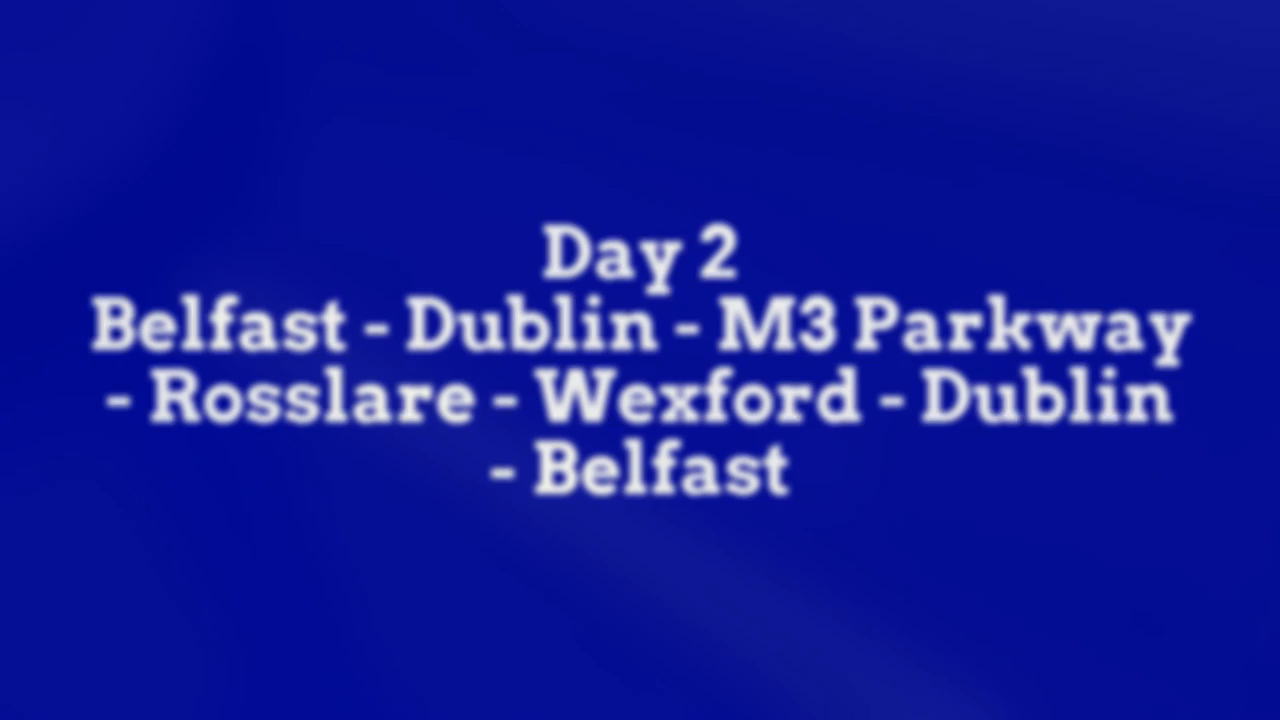 Day 2
Belfast - Dublin - M3 Parkway
- Rosslare - Wexford - Dublin
- Belfast